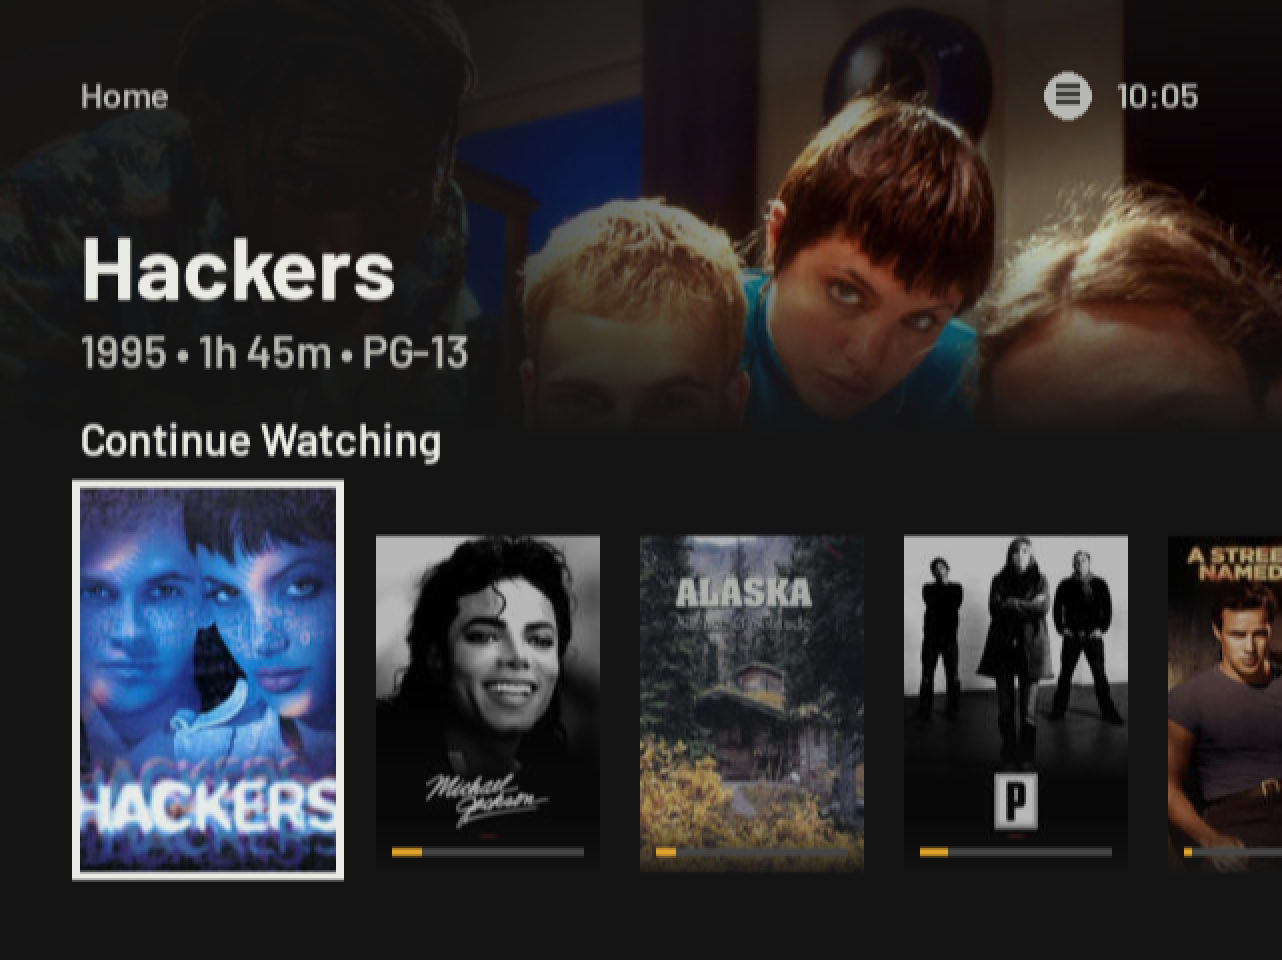 Home
10:05
Hackers
1995 • 1h 45m • PG-13
Continue Watching
HACKERS
Michael
Jackson
ALASKA
P
A STREE
NAMED